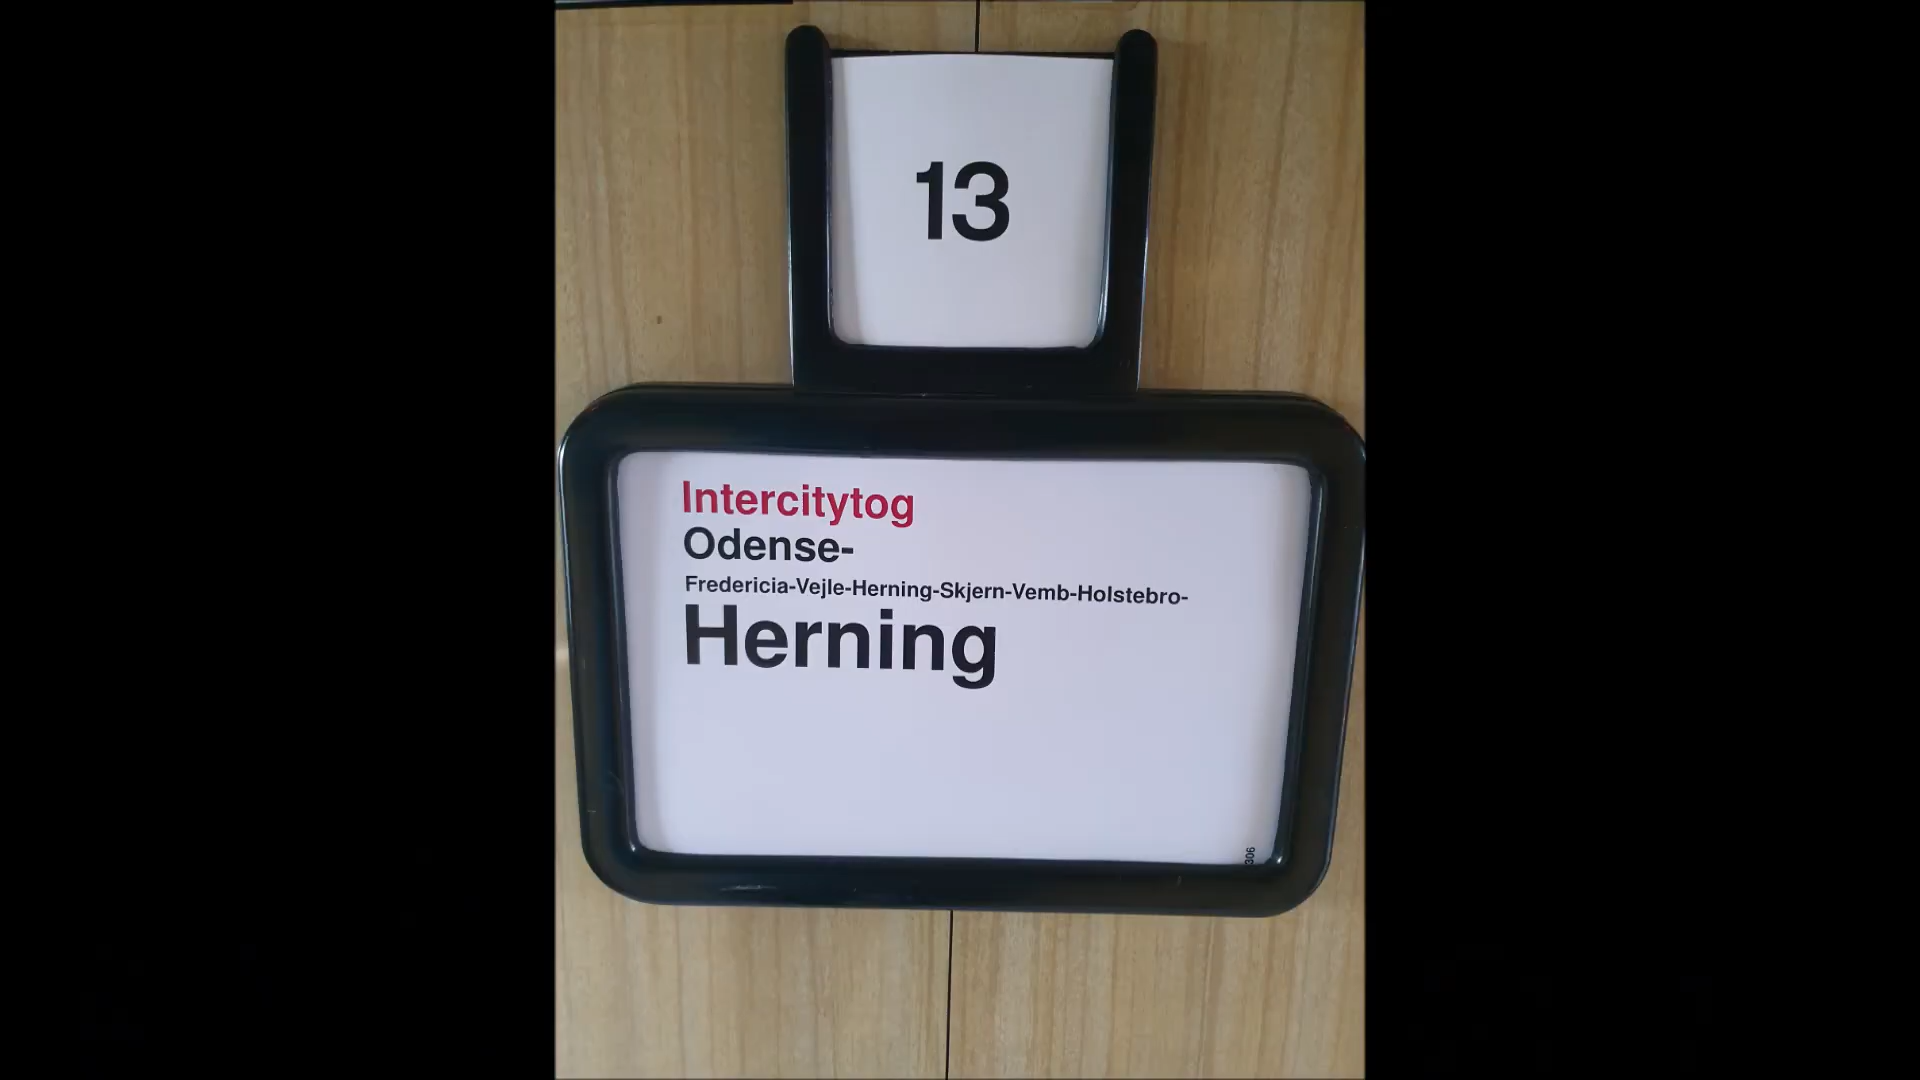 13
Intercitytog
Odense-
Fredericia-Vejle-Herning-Skjern-Vemb-Holstebro-
Herning
306